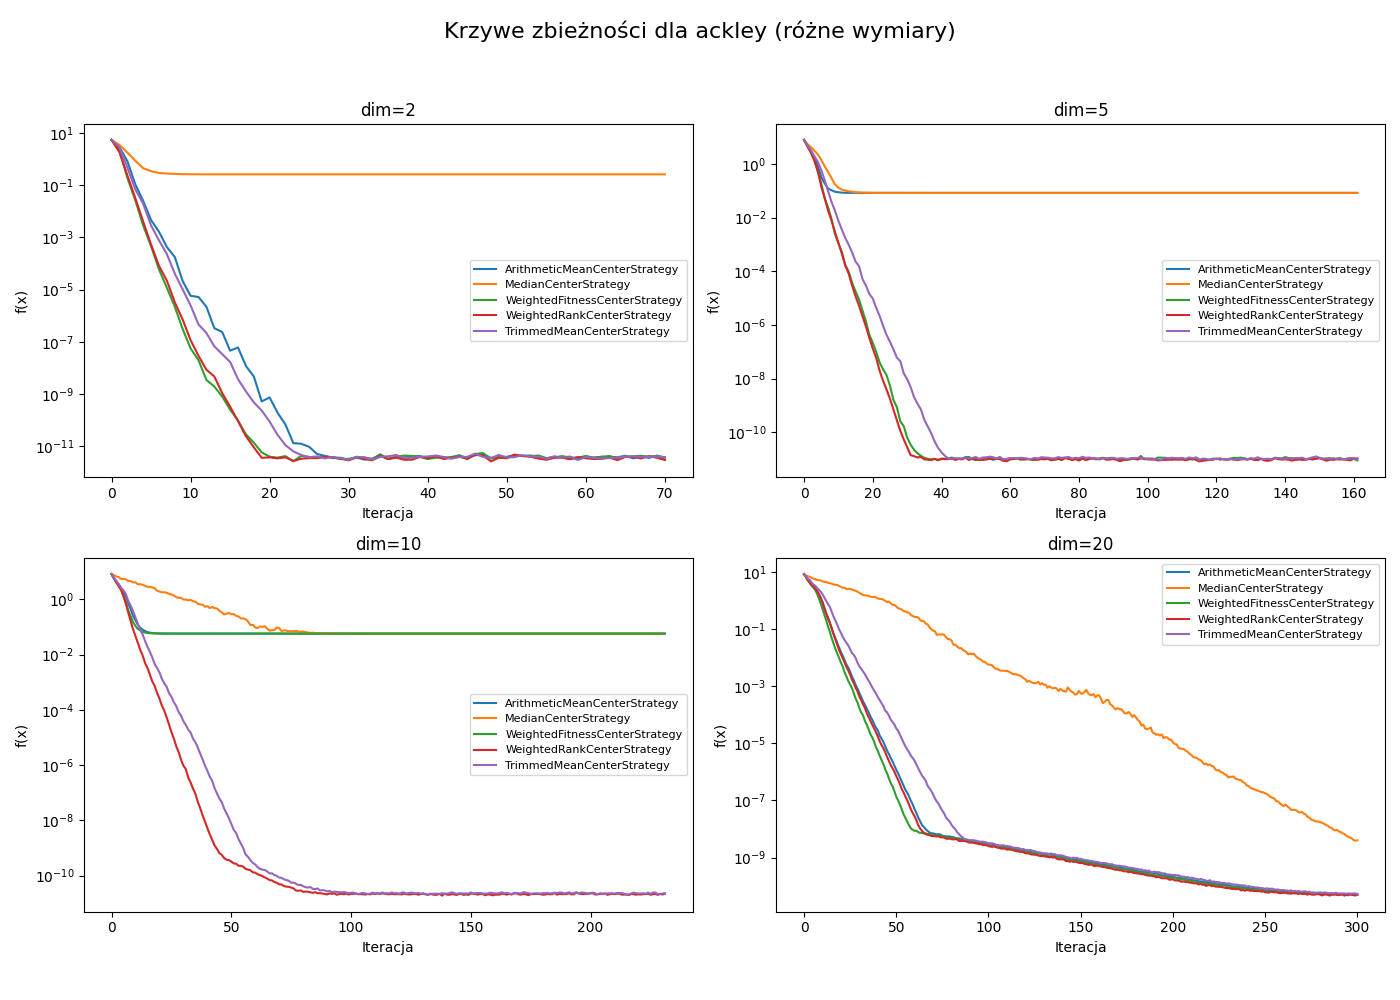 Krzywe zbieżności dla ackley (różne wymiary)
dim=2
f(x)
10^1
10^-1
10^-3
10^-5
10^-7
10^-9
10^-11
ArithmeticMeanCenterStrategy
MedianCenterStrategy
WeightedFitnessCenterStrategy
WeightedRankCenterStrategy
TrimmedMeanCenterStrategy
0 10 20 30 40 50 60 70
Iteracja
dim=5
f(x)
10^0
10^-2
10^-4
10^-6
10^-8
10^-10
ArithmeticMeanCenterStrategy
MedianCenterStrategy
WeightedFitnessCenterStrategy
WeightedRankCenterStrategy
TrimmedMeanCenterStrategy
0 20 40 60 80 100 120 140 160
Iteracja
dim=10
f(x)
10^0
10^-2
10^-4
10^-6
10^-8
10^-10
ArithmeticMeanCenterStrategy
MedianCenterStrategy
WeightedFitnessCenterStrategy
WeightedRankCenterStrategy
TrimmedMeanCenterStrategy
0 50 100 150 200
Iteracja
dim=20
f(x)
10^1
10^-1
10^-3
10^-5
10^-7
10^-9
ArithmeticMeanCenterStrategy
MedianCenterStrategy
WeightedFitnessCenterStrategy
WeightedRankCenterStrategy
TrimmedMeanCenterStrategy
0 50 100 150 200 250 300
Iteracja